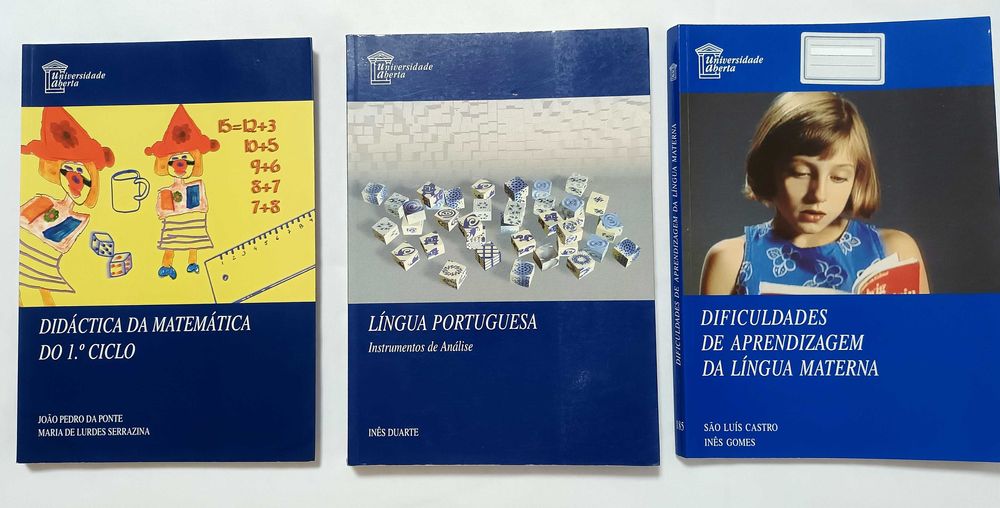 Universidade
Aberta
15=12+3
10+5
9+6
8+7
7+8
DIDÁCTICA DA MATEMÁTICA
DO 1.º CICLO
JOÃO PEDRO DA PONTE
MARIA DE LURDES SERRAZINA
Universidade
Aberta
LÍNGUA PORTUGUESA
Instrumentos de Análise
INÊS DUARTE
DIFICULDADES DE APRENDIZAGEM DA LÍNGUA MATERNA
185
Universidade
Aberta
DIFICULDADES
DE APRENDIZAGEM
DA LÍNGUA MATERNA
SÃO LUÍS CASTRO
INÊS GOMES